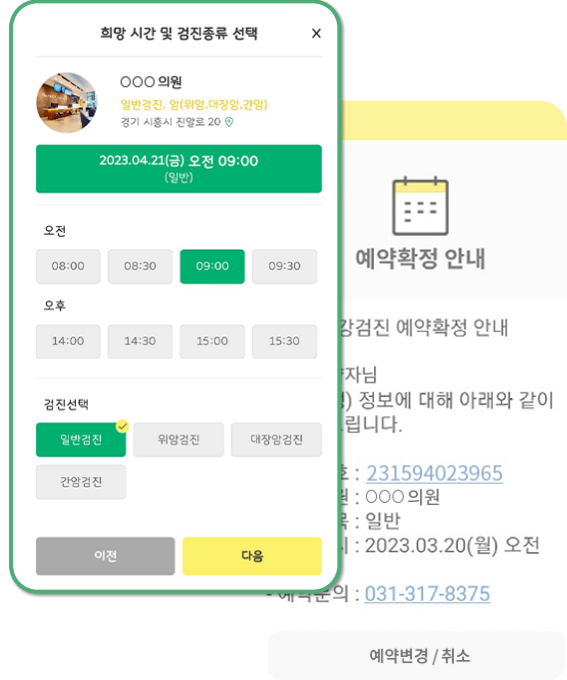 희망 시간 및 검진종류 선택
○○○ 의원
일반검진, 암(위암,대장암,간암)
경기 시흥시 진말로 20
2023.04.21(금) 오전 09:00
(일반)
오전
08:00 08:30 09:00 09:30
오후
14:00 14:30 15:00 15:30
검진선택
일반검진 위암검진 대장암검진
간암검진
이전 다음
예약확정 안내
강검진 예약확정 안내
자님
) 정보에 대해 아래와 같이
립니다.
: 231594023965
: ○○○ 의원
: 일반
: 2023.03.20(월) 오전
- 예약문의 : 031-317-8375
예약변경 / 취소